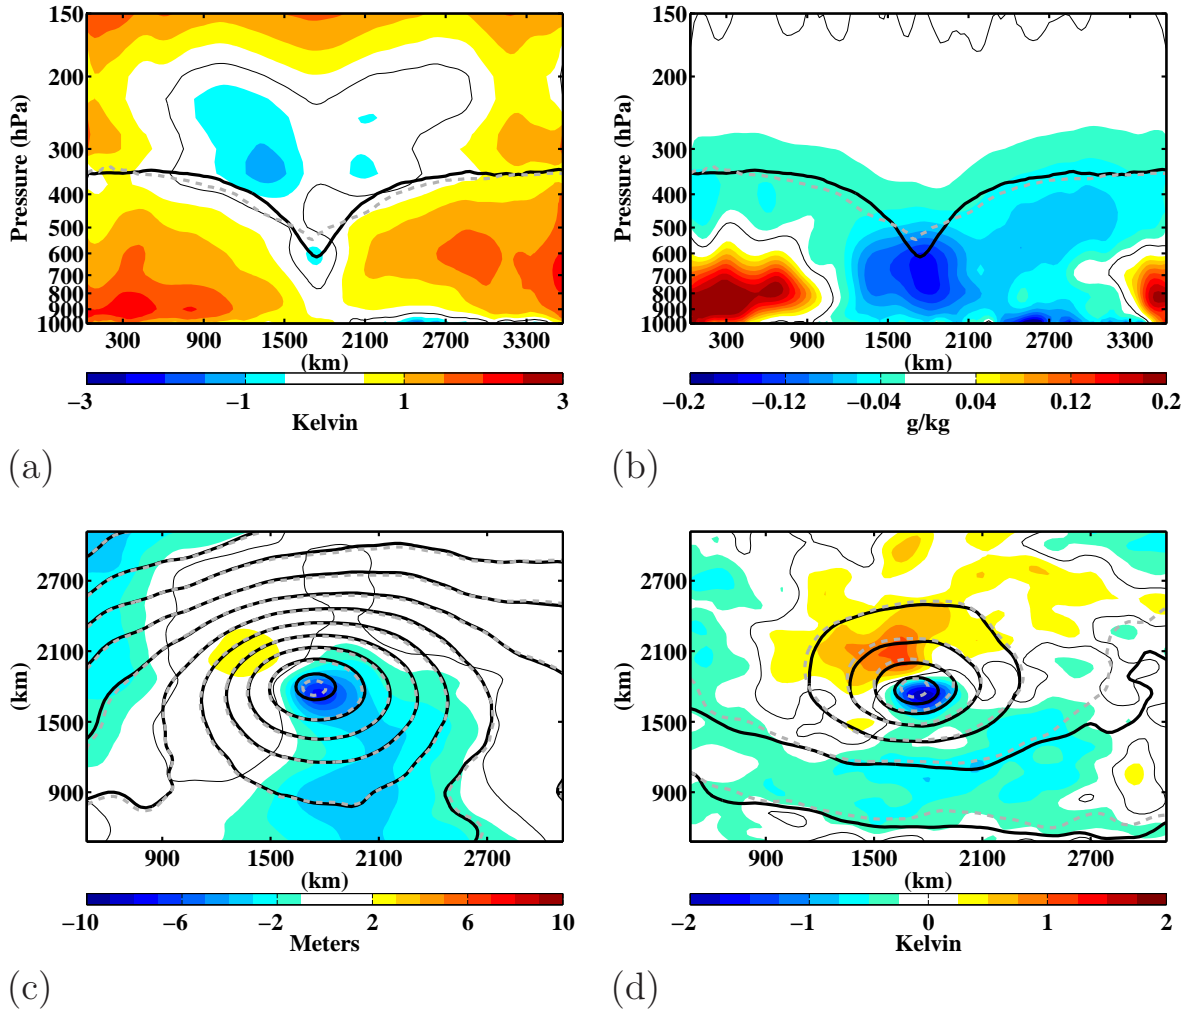 150
200
300
400
500
600
700
800
900
1000
Pressure (hPa)
300 900 1500 2100 2700 3300
(km)
−3 −1 1 3
Kelvin
(a)
150
200
300
400
500
600
700
800
900
1000
Pressure (hPa)
300 900 1500 2100 2700 3300
(km)
−0.2 −0.12 −0.04 0.04 0.12 0.2
g/kg
(b)
2700
2100
1500
900
(km)
900 1500 2100 2700
(km)
−10 −6 −2 2 6 10
Meters
(c)
2700
2100
1500
900
(km)
900 1500 2100 2700
(km)
−2 −1 0 1 2
Kelvin
(d)